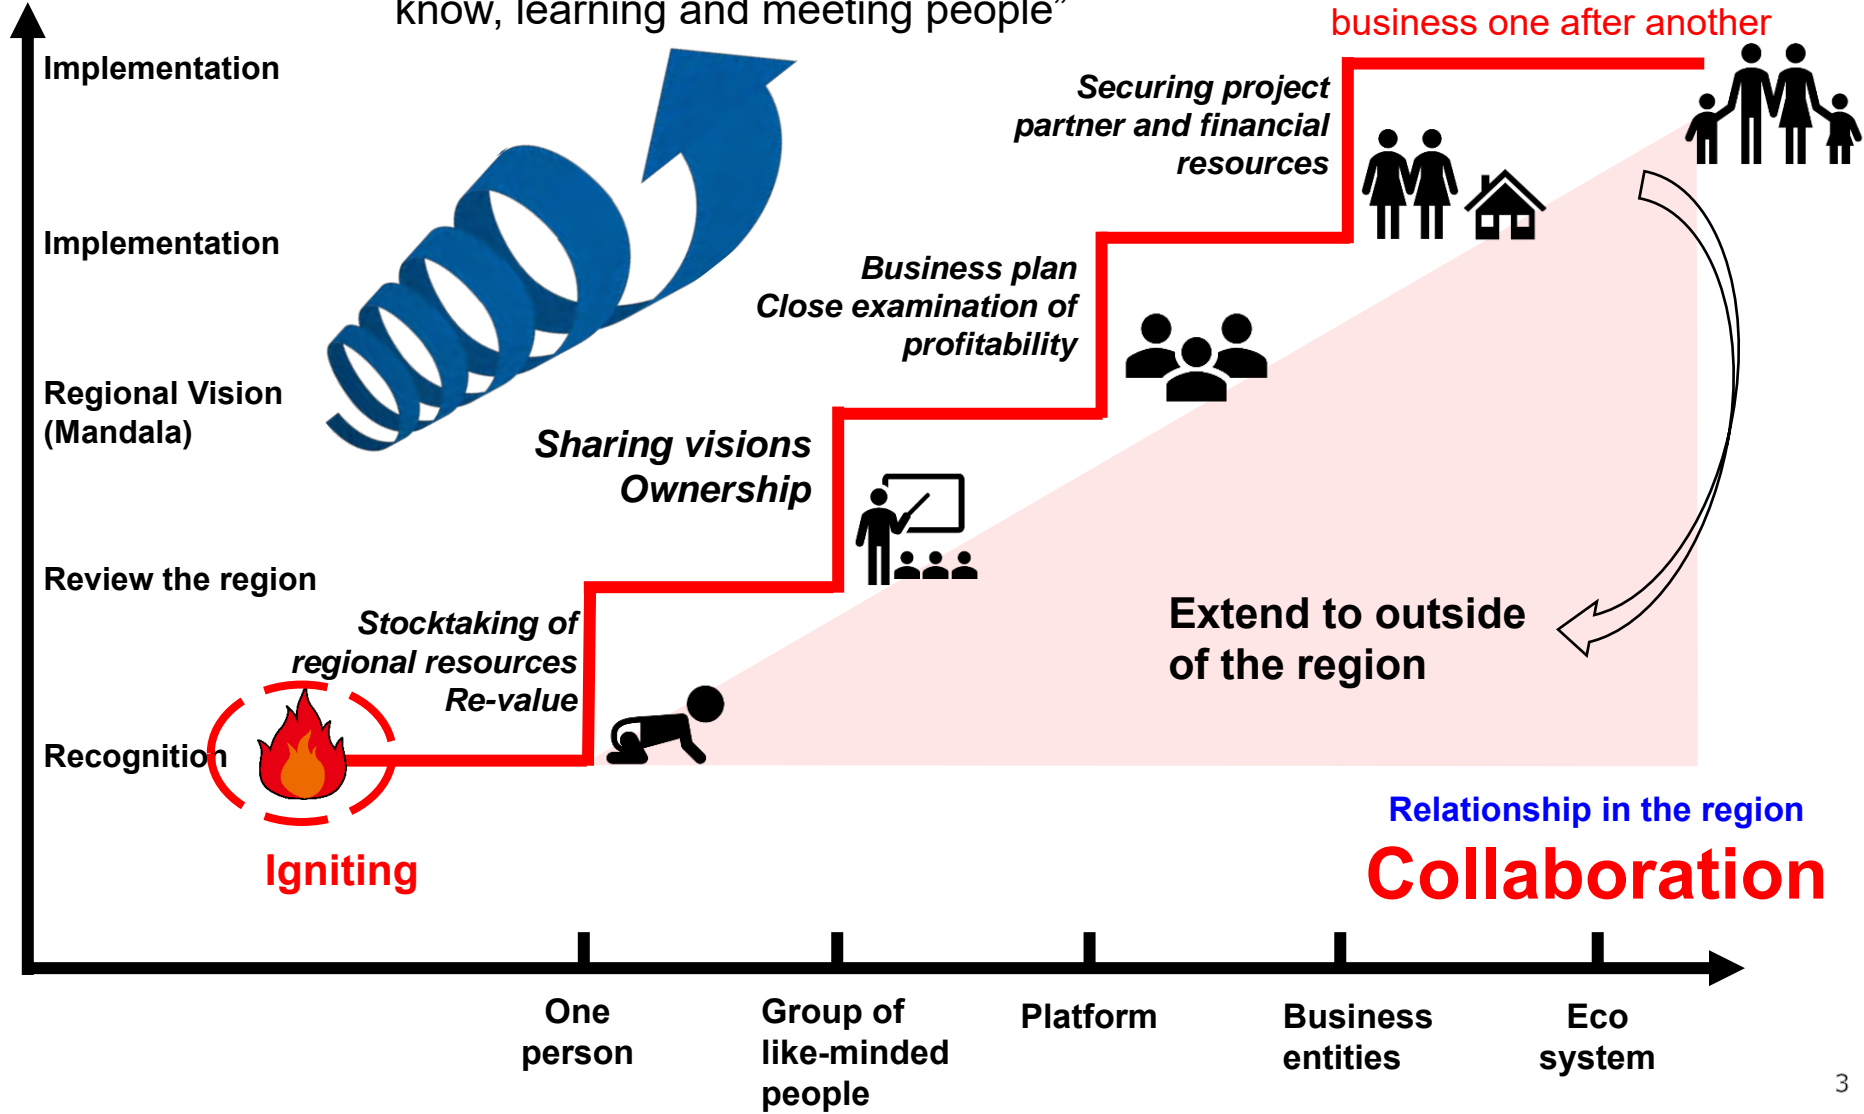 know, learning and meeting people”
business one after another
Implementation
Securing project
partner and financial
resources
Implementation
Business plan
Close examination of
profitability
Regional Vision
(Mandala)
Sharing visions
Ownership
Review the region
Stocktaking of
regional resources
Re-value
Extend to outside
of the region
Recognition
Igniting
Relationship in the region
Collaboration
One
person
Group of
like-minded
people
Platform
Business
entities
Eco
system
3